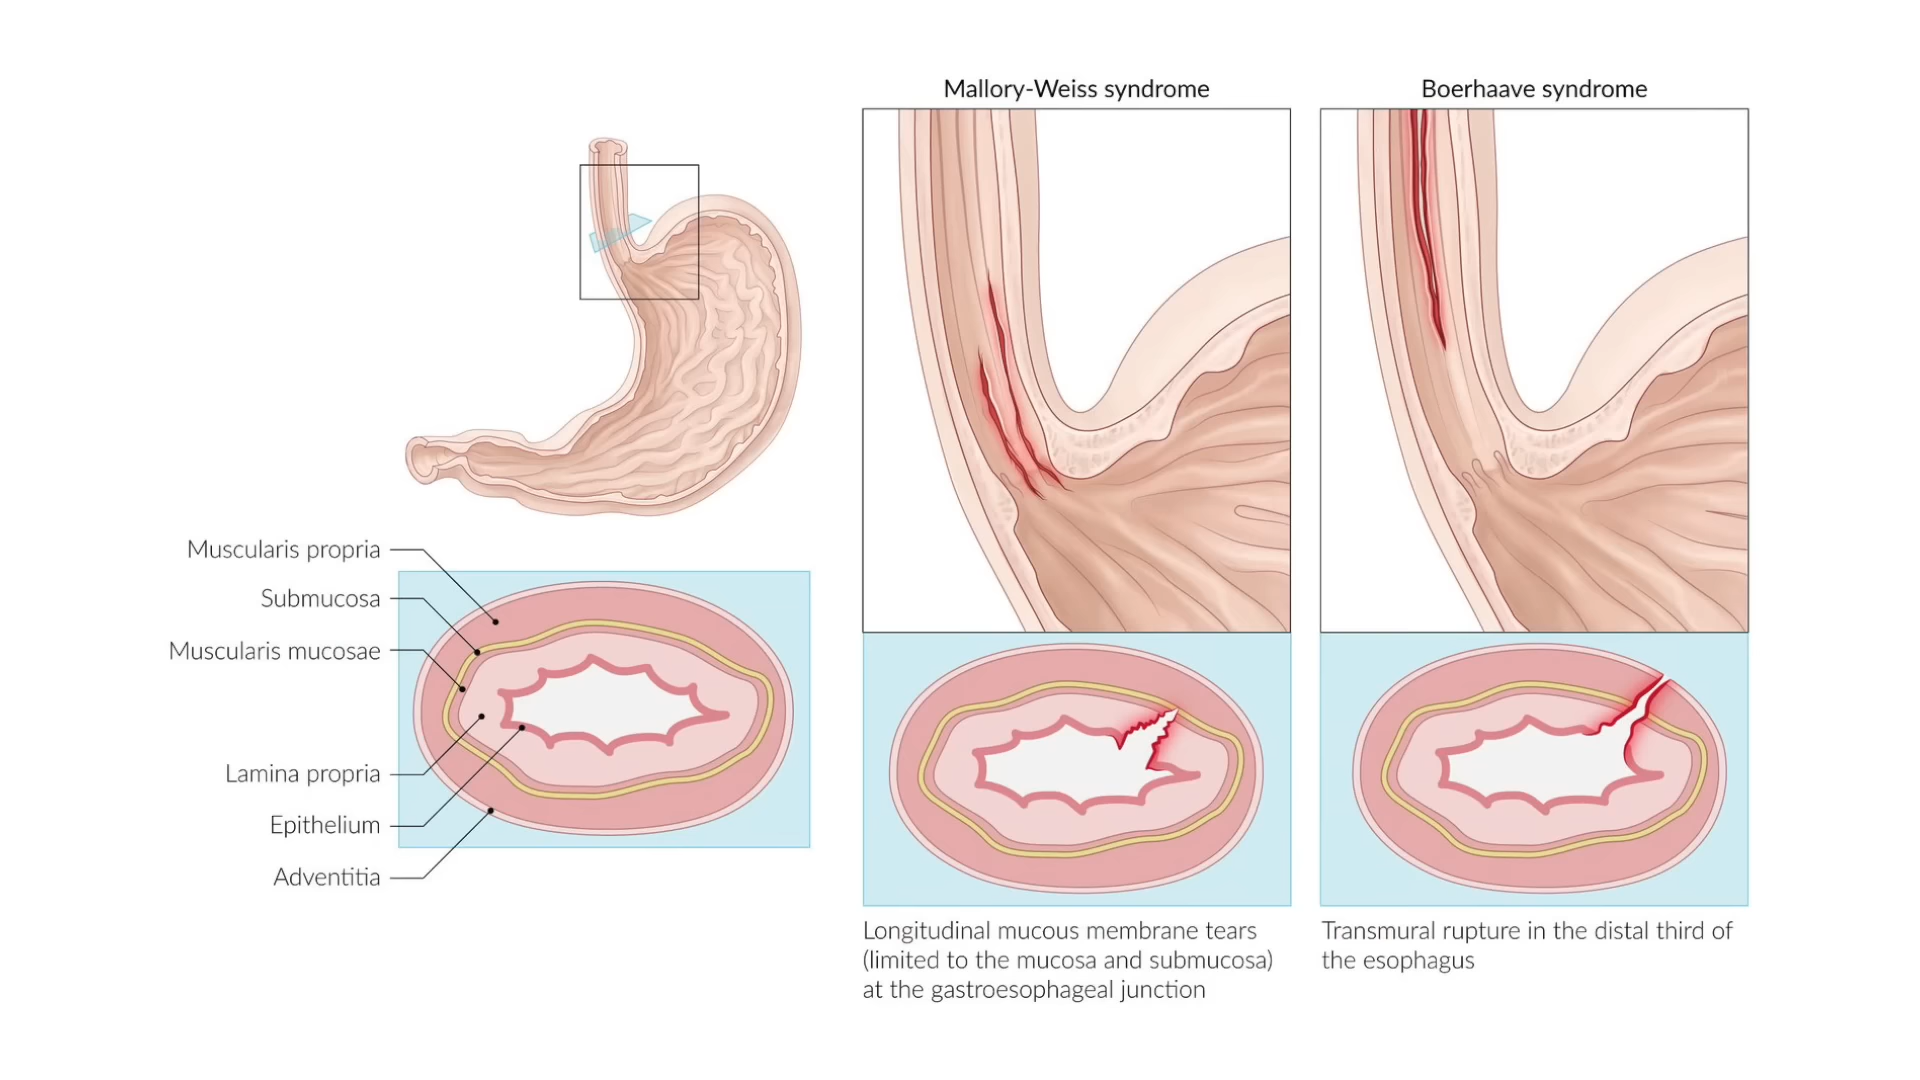 Mallory-Weiss syndrome
Boerhaave syndrome
Muscularis propria
Submucosa
Muscularis mucosae
Lamina propria
Epithelium
Adventitia
Longitudinal mucous membrane tears
(limited to the mucosa and submucosa)
at the gastroesophageal junction
Transmural rupture in the distal third of
the esophagus